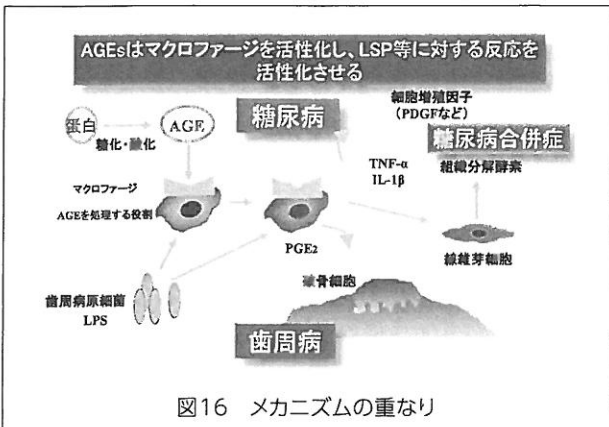 AGEsはマクロファージを活性化し、LSP等に対する反応を
活性化させる
蛋白
糖化・酸化
AGE
糖尿病
細胞増殖因子
(PDGFなど)
糖尿病合併症
TNF-α
IL-1β
組織分解酵素
マクロファージ
AGEを処理する役割
PGE2
線維芽細胞
歯周病原細菌
LPS
破骨細胞
歯周病
図16 メカニズムの重なり